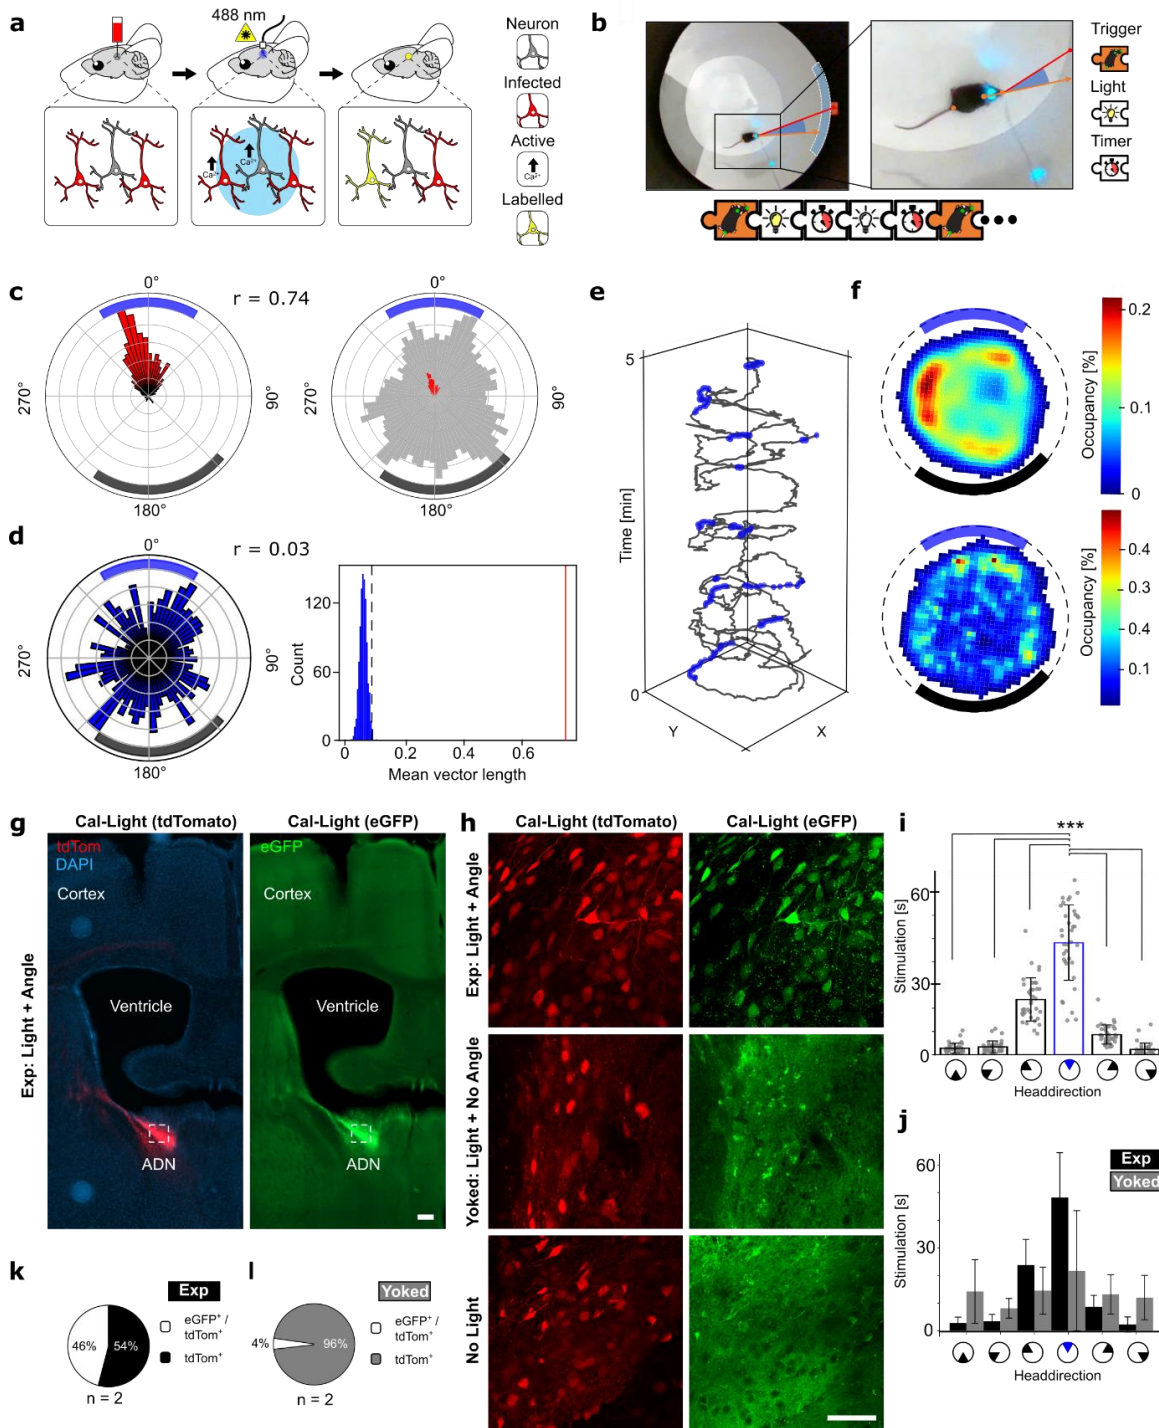 a
488 nm
Neuron
Infected
Active
Labelled
Ca²⁺
Ca²⁺
Ca²⁺
b
Trigger
Light
Timer
c
0°
r = 0.74
270°
90°
180°
0°
270°
90°
180°
d
0°
r = 0.03
270°
90°
180°
Count
120
60
0
0
0.2
0.4
0.6
Mean vector length
e
5
Time [min]
0
Y
X
f
0.2
0.1
0
Occupancy [%]
0.4
0.2
0.4
0.1
Occupancy [%]
g
Cal-Light (tdTomato)
Cal-Light (eGFP)
Exp: Light + Angle
tdTom
DAPI
Cortex
Ventricle
ADN
eGFP
Cortex
Ventricle
ADN
h
Cal-Light (tdTomato)
Cal-Light (eGFP)
Exp: Light + Angle
Yoked: Light + No Angle
No Light
i
***
Stimulation [s]
60
30
0
Headdirection
j
Exp
Yoked
Stimulation [s]
60
30
0
Headdirection
k
Exp
46%
54%
eGFP⁺ /
tdTom⁺
tdTom⁺
n = 2
l
Yoked
4%
96%
eGFP⁺ /
tdTom⁺
tdTom⁺
n = 2